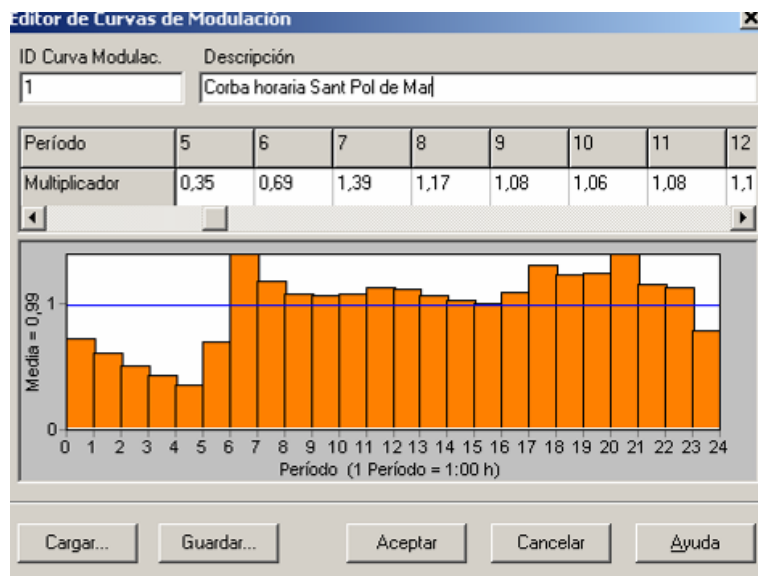 Editor de Curvas de Modulación
ID Curva Modulac. Descripción
1 Corba horaria Sant Pol de Mar
Período 5 6 7 8 9 10 11 12
Multiplicador 0,35 0,69 1,39 1,17 1,08 1,06 1,08 1,1
Media = 0,99
1
0
0 1 2 3 4 5 6 7 8 9 10 11 12 13 14 15 16 17 18 19 20 21 22 23 24
Período (1 Período = 1:00 h)
Cargar... Guardar... Aceptar Cancelar Ayuda